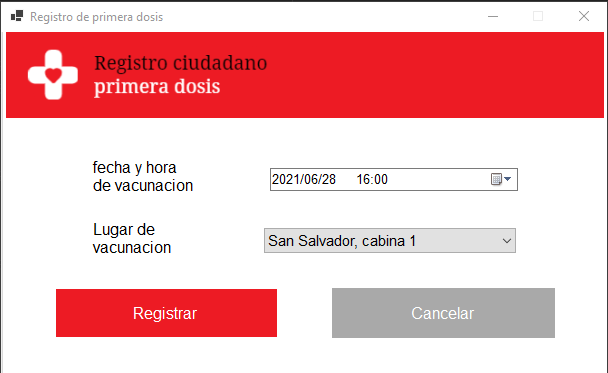 Registro de primera dosis
Registro ciudadano
primera dosis
fecha y hora
de vacunacion
2021/06/28 16:00
Lugar de
vacunacion
San Salvador, cabina 1
Registrar
Cancelar